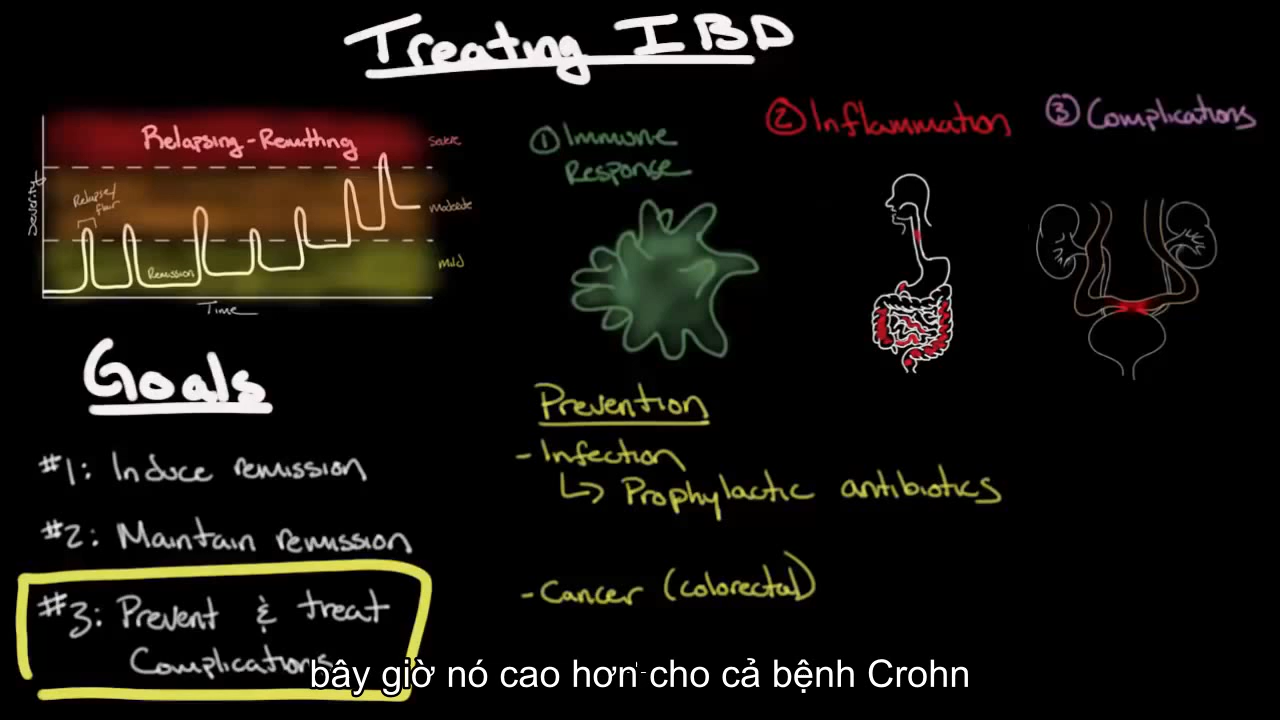 Treating IBD
Relapsing-Remitting
Severe
Moderate
Mild
Severity
Relapse/
flair
Remission
Time
① Immune
Response
② Inflammation
③ Complications
Goals
#1: Induce remission
#2: Maintain remission
#3: Prevent & treat
Complications
Prevention
- Infection
↳ Prophylactic antibiotics
- Cancer (colorectal)
bây giờ nó cao hơn cho cả bệnh Crohn